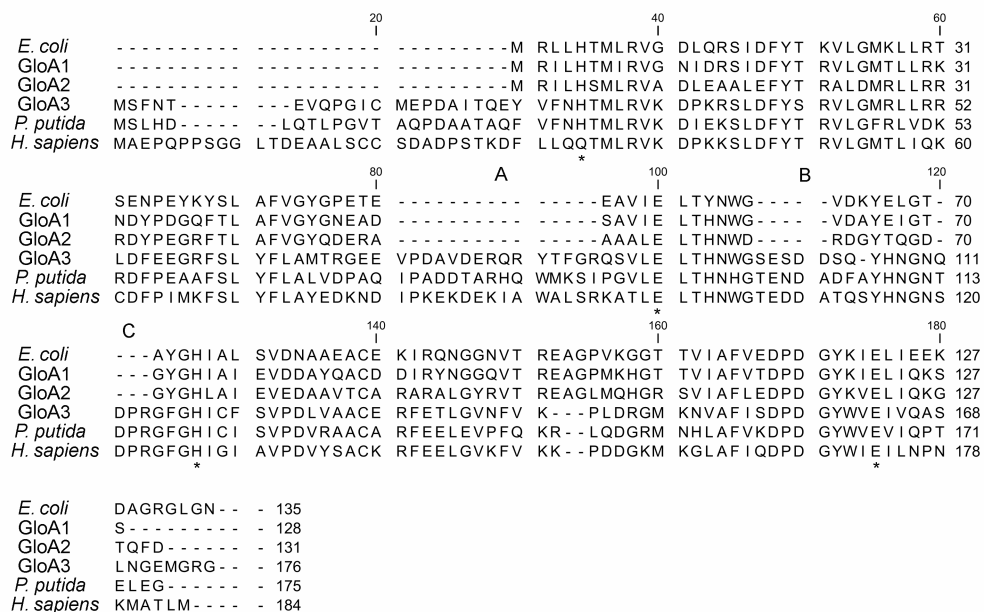 20 40 60
E. coli - - - - - - - - - - - - - - - - - - - - - - - - - - - - M RLLHTMLRVG DLQRSIDFYT KVLGMKLLRT 31
GloA1 - - - - - - - - - - - - - - - - - - - - - - - - - - - - M RILHTMIRVG NIDRSIDFYT RVLGMTLLRK 31
GloA2 - - - - - - - - - - - - - - - - - - - - - - - - - - - - M RILHSMLRVA DLEAALEFYT RALDMRLLRR 31
GloA3 MSFNT- - - - - - - EVQPGIC MEPDAITQEY VFNHTMLRVK DPKRSLDFYS RVLGMRLLRR 52
P. putida MSLHD- - - - - - - LQTLPGVT AQPDAATAQF VFNHTMLRVK DIEKSLDFYT RVLGFRLVDK 53
H. sapiens MAEPQPPSGG LTDEAALSCC SDADPSTKDF LLQQTMLRVK DPKKSLDFYT RVLGMTLIQK 60
*
80 A 100 B 120
E. coli SENPEYKYSL AFVGYGPETE - - - - - - - - - - - - - - - EAVIE LTYNWG- - - - - VDKYELGT- 70
GloA1 NDYPDGQFTL AFVGYGNEAD - - - - - - - - - - - - - - - SAVIE LTHNWG- - - - - VDAYEIGT- 70
GloA2 RDYPEGRFTL AFVGYQDERA - - - - - - - - - - - - - - - AAALE LTHNWD- - - - - RDGYTQGD- 70
GloA3 LDFEEGRFSL YFLAMTRGEE VPDAVDERQR RYTFGRQSVLE LTHNWGSESD DSQ-YHNGNQ 111
P. putida RDFPEAAFSL YFLALVDPAQ IPADDTARHQ WMKSIPGVLE LTHNHGTEND ADFAYHNGNT 113
H. sapiens CDFPIMKFSL YFLAYEDKND IPKEKDEKIA WALSRKATLE LTHNWGTEDD ATQSYHNGNS 120
*
C 140 160 180
E. coli - - - AYGHIAL SVDNAAEACE KIRQNGGNVT REAGPVKGGT TVIAFVEDPD GYKIELIEEK 127
GloA1 - - - GYGHIAI EVDDAYQACD DIRYNGGQVT REAGPMKHGT TVIAFVTDPD GYKIELIQKS 127
GloA2 - - - GYGHLAI EVEDAAVTCA RARALGYRVT REAGLMQHGR SVIAFLEDPD GYKVELIQKG 127
GloA3 DPRGFGHICF SVPDLVAACE RFETLGVNFV K- - - PLDRGM KNVAFISDPD GYWVEIVQAS 168
P. putida DPRGFGHICI SVPDVRAACA RFEELEVPFQ KR- - LQDGRM NHLAFVKDPD GYWVEVIQPT 171
H. sapiens DPRGFGHIGI AVPDVYSACK RFEELGVKFV KK- - PDDGKM KGLAFIQDPD GYWIEILNPN 178
* *
E. coli DAGRGLGN- - - 135
GloA1 S- - - - - - - - - - 128
GloA2 TQFD- - - - - - - 131
GloA3 LNGEMGRG- - - 176
P. putida ELEG- - - - - - - 175
H. sapiens KMATLM- - - - - 184